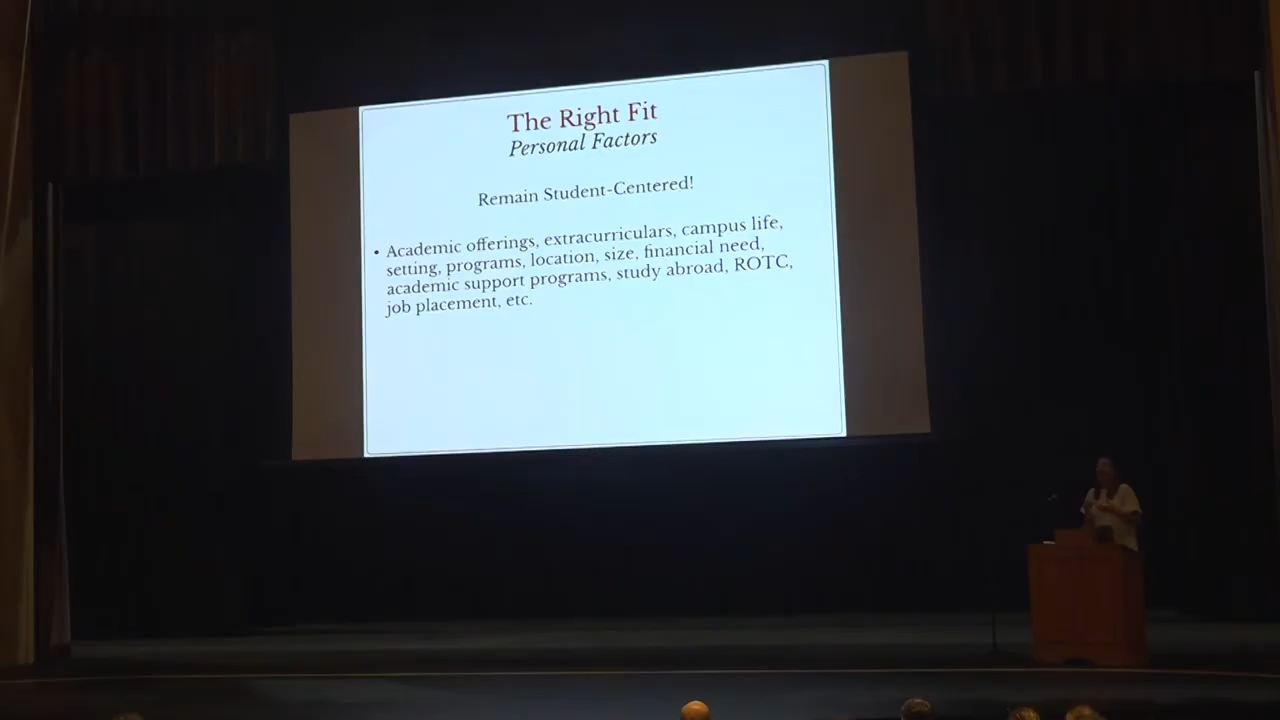 The Right Fit
Personal Factors
Remain Student-Centered!
• Academic offerings, extracurriculars, campus life,
setting, programs, location, size, financial need,
academic support programs, study abroad, ROTC,
job placement, etc.